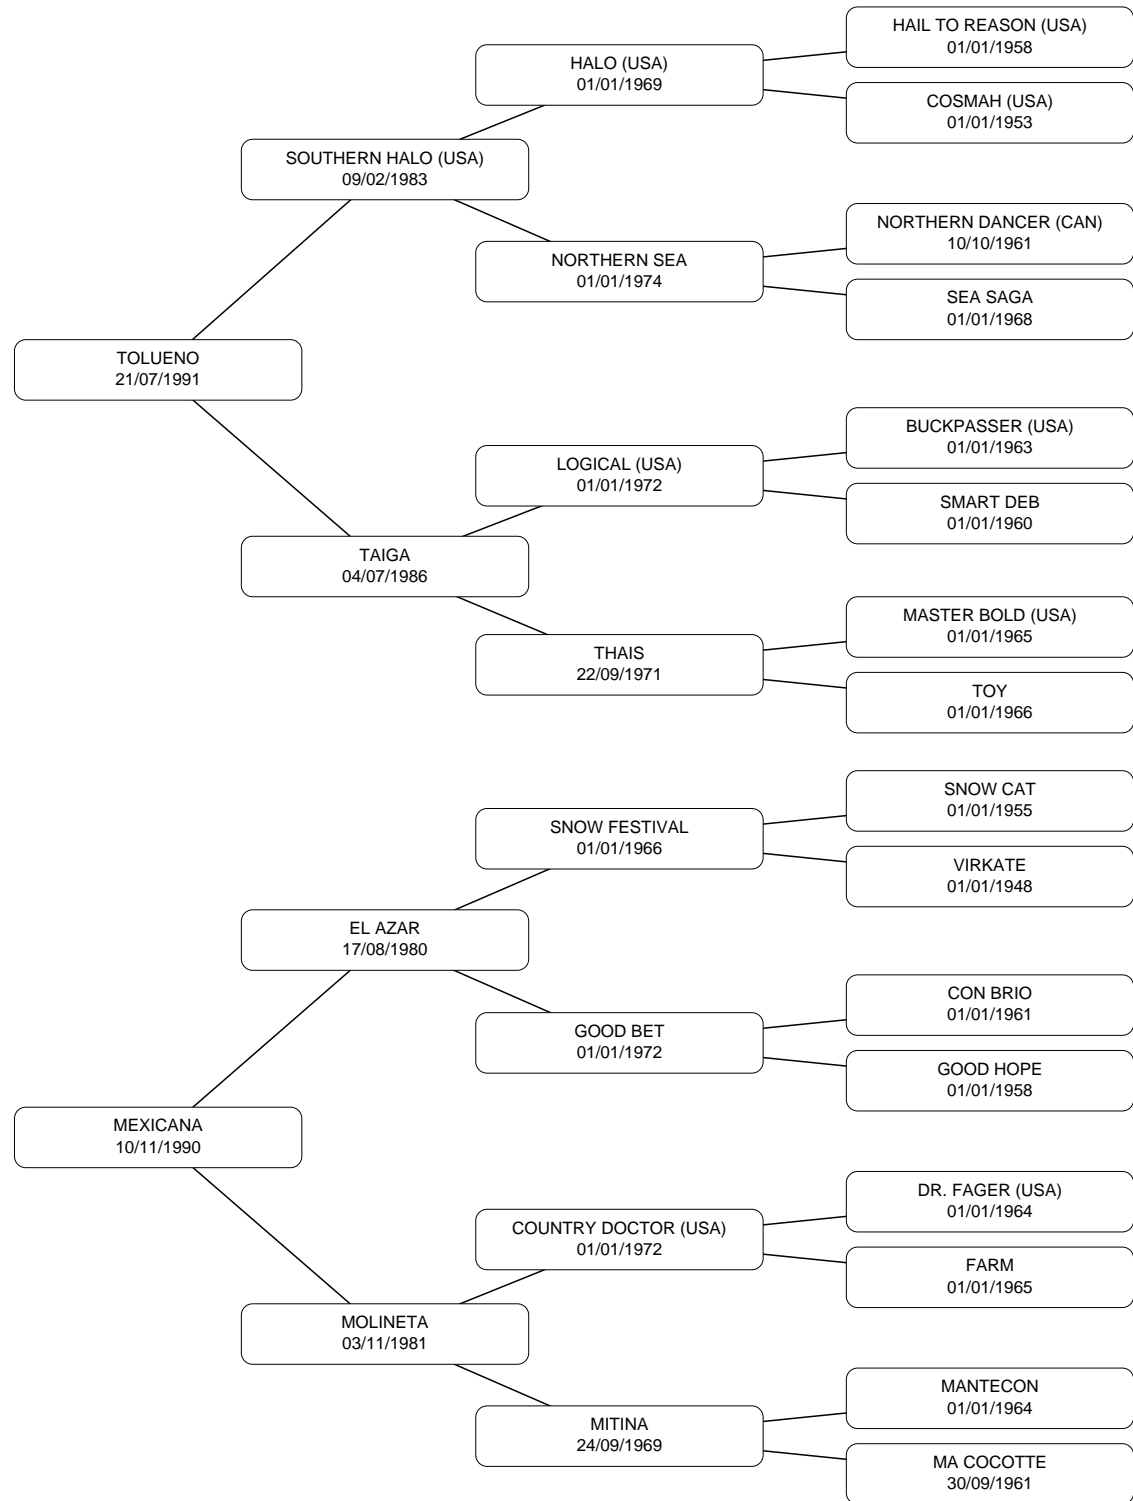 HAIL TO REASON (USA)
01/01/1958
HALO (USA)
01/01/1969
COSMAH (USA)
01/01/1953
SOUTHERN HALO (USA)
09/02/1983
NORTHERN DANCER (CAN)
10/10/1961
NORTHERN SEA
01/01/1974
SEA SAGA
01/01/1968
TOLUENO
21/07/1991
BUCKPASSER (USA)
01/01/1963
LOGICAL (USA)
01/01/1972
SMART DEB
01/01/1960
TAIGA
04/07/1986
MASTER BOLD (USA)
01/01/1965
THAIS
22/09/1971
TOY
01/01/1966
SNOW CAT
01/01/1955
SNOW FESTIVAL
01/01/1966
VIRKATE
01/01/1948
EL AZAR
17/08/1980
CON BRIO
01/01/1961
GOOD BET
01/01/1972
GOOD HOPE
01/01/1958
MEXICANA
10/11/1990
DR. FAGER (USA)
01/01/1964
COUNTRY DOCTOR (USA)
01/01/1972
FARM
01/01/1965
MOLINETA
03/11/1981
MANTECON
01/01/1964
MITINA
24/09/1969
MA COCOTTE
30/09/1961